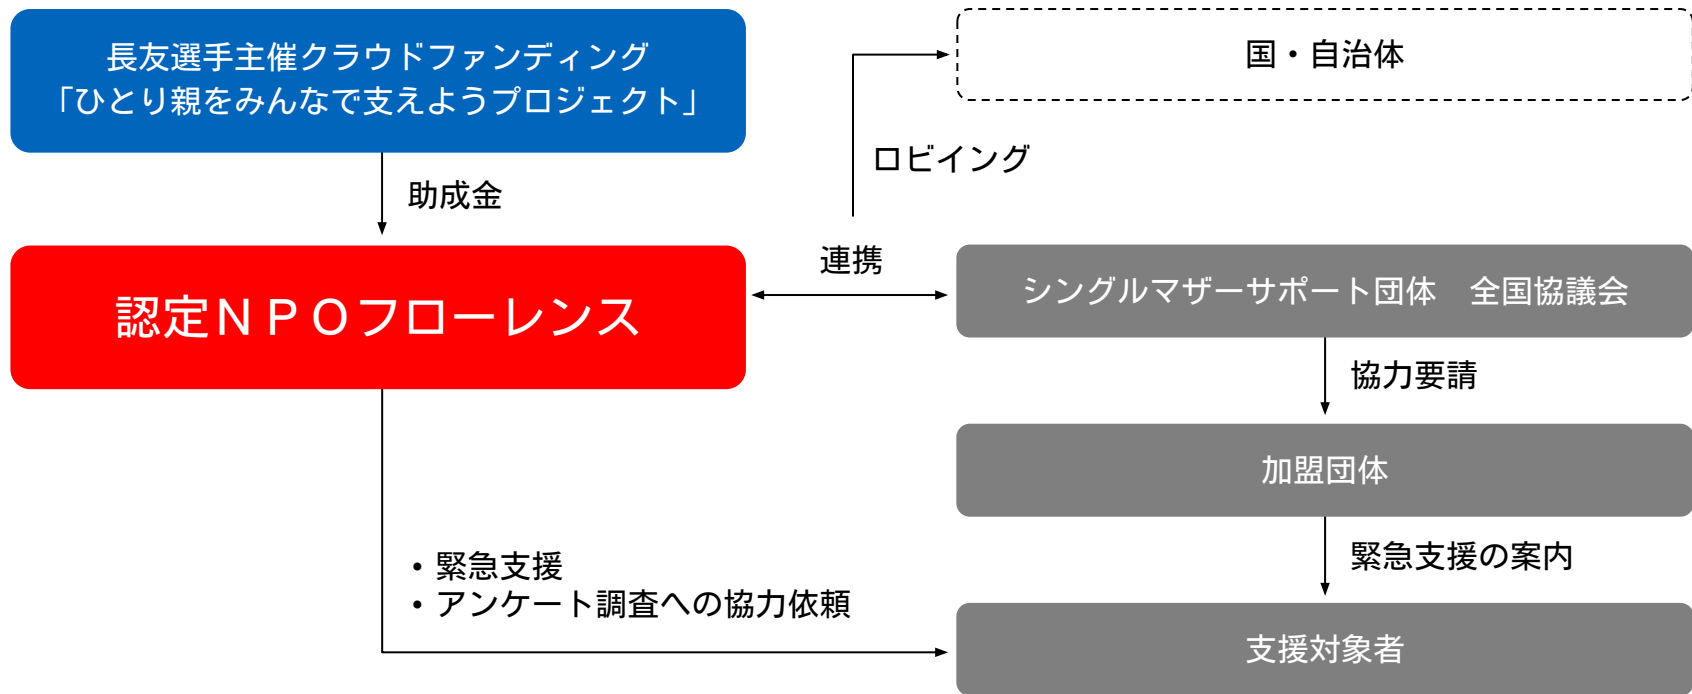 長友選手主催クラウドファンディング
「ひとり親をみんなで支えようプロジェクト」
国・自治体
ロビイング
助成金
連携
認定ＮＰＯフローレンス
シングルマザーサポート団体　全国協議会
協力要請
加盟団体
緊急支援の案内
・緊急支援
・アンケート調査への協力依頼
支援対象者